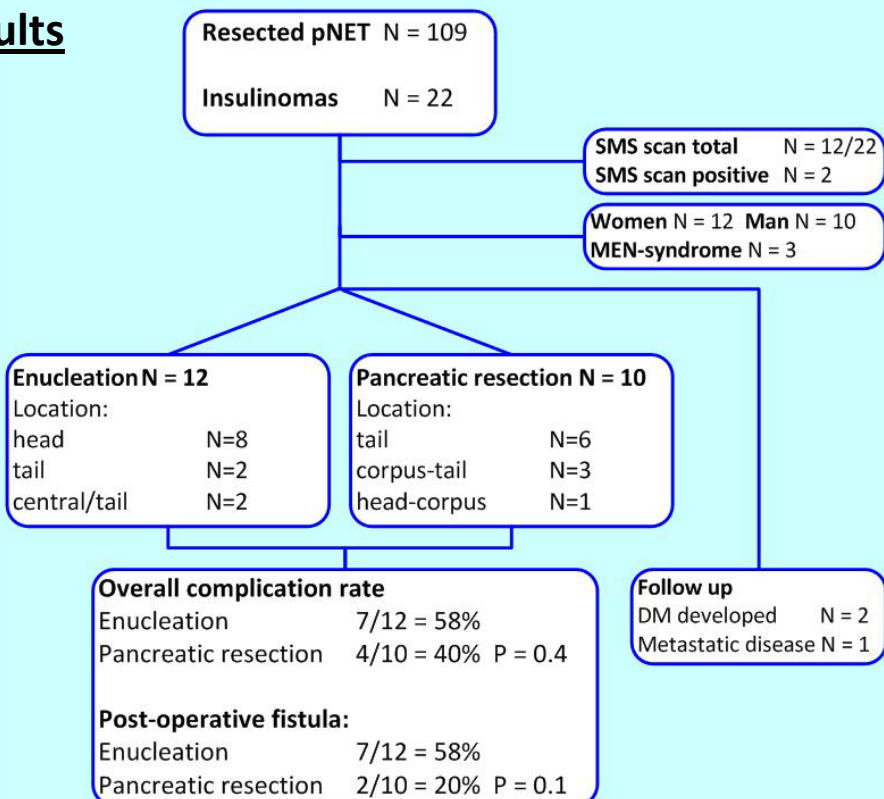 ults
Resected pNET N = 109
Insulinomas N = 22
SMS scan total N = 12/22
SMS scan positive N = 2
Women N = 12 Man N = 10
MEN-syndrome N = 3
Enucleation N = 12
Location:
head N=8
tail N=2
central/tail N=2
Pancreatic resection N = 10
Location:
tail N=6
corpus-tail N=3
head-corpus N=1
Overall complication rate
Enucleation 7/12 = 58%
Pancreatic resection 4/10 = 40% P = 0.4
Post-operative fistula:
Enucleation 7/12 = 58%
Pancreatic resection 2/10 = 20% P = 0.1
Follow up
DM developed N = 2
Metastatic disease N = 1